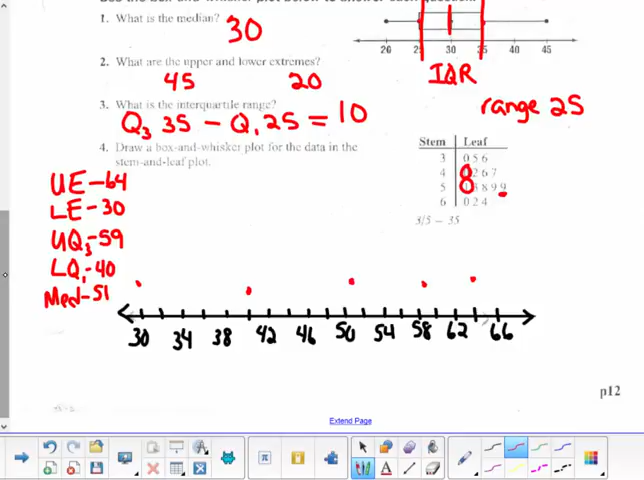 1. What is the median?
30
20 25 30 35 40 45
2. What are the upper and lower extremes?
45 20
IQR
3. What is the interquartile range?
Q3 35 - Q1 25 = 10
range 25
4. Draw a box-and-whisker plot for the data in the
stem-and-leaf plot.
Stem Leaf
3 0 5 6
4 2 6 7
5 8 9 9
6 0 2 4
8
3/5 – 35
UE-64
LE-30
UQ3-59
LQ1-40
Med-51
30 34 38 42 46 50 54 58 62 66
p12
Extend Page